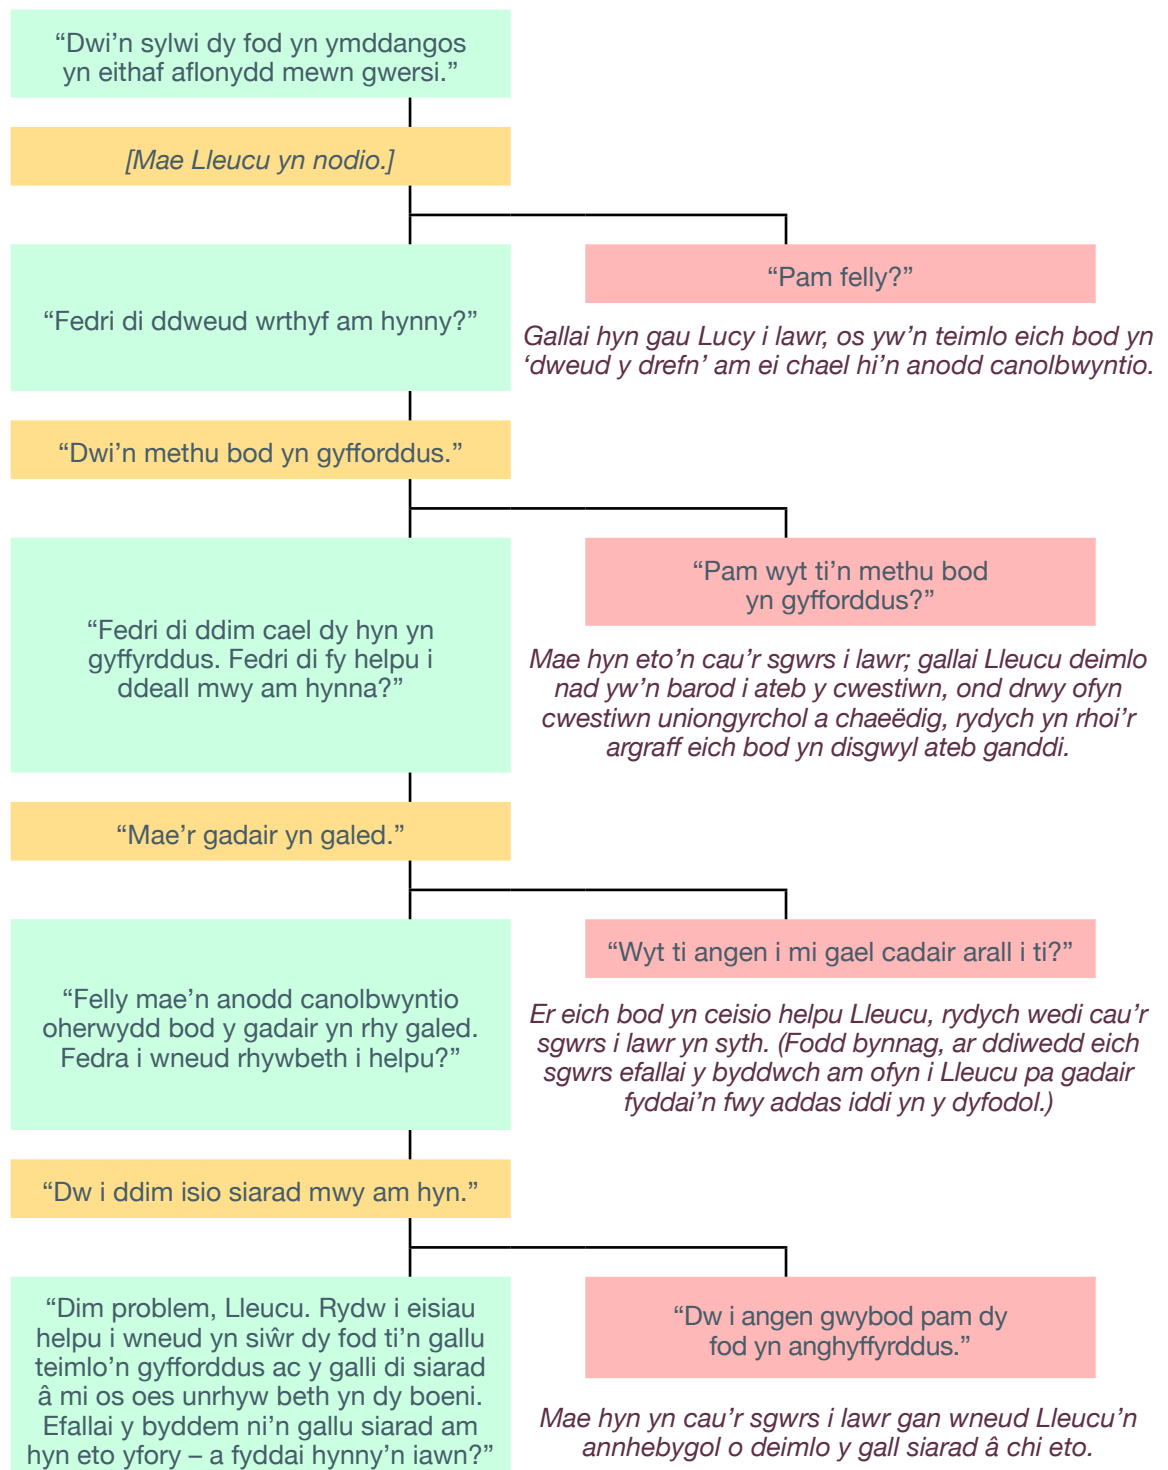 “Dwi’n sylwi dy fod yn ymddangos
yn eithaf aflonydd mewn gwersi.”
[Mae Lleucu yn nodio.]
“Fedri di ddweud wrthyf am hynny?”
“Pam felly?”
Gallai hyn gau Lucy i lawr, os yw’n teimlo eich bod yn
‘dweud y drefn’ am ei chael hi’n anodd canolbwyntio.
“Dwi’n methu bod yn gyfforddus.”
“Fedri di ddim cael dy hyn yn
gyffyrddus. Fedri di fy helpu i
ddeall mwy am hynna?”
“Pam wyt ti’n methu bod
yn gyfforddus?”
Mae hyn eto’n cau’r sgwrs i lawr; gallai Lleucu deimlo
nad yw’n barod i ateb y cwestiwn, ond drwy ofyn
cwestiwn uniongyrchol a chaeëdig, rydych yn rhoi’r
argraff eich bod yn disgwyl ateb ganddi.
“Mae’r gadair yn galed.”
“Felly mae’n anodd canolbwyntio
oherwydd bod y gadair yn rhy galed.
Fedra i wneud rhywbeth i helpu?”
“Wyt ti angen i mi gael cadair arall i ti?”
Er eich bod yn ceisio helpu Lleucu, rydych wedi cau’r
sgwrs i lawr yn syth. (Fodd bynnag, ar ddiwedd eich
sgwrs efallai y byddwch am ofyn i Lleucu pa gadair
fyddai’n fwy addas iddi yn y dyfodol.)
“Dw i ddim isio siarad mwy am hyn.”
“Dim problem, Lleucu. Rydw i eisiau
helpu i wneud yn siŵr dy fod ti’n gallu
teimlo’n gyfforddus ac y galli di siarad
â mi os oes unrhyw beth yn dy boeni.
Efallai y byddem ni’n gallu siarad am
hyn eto yfory – a fyddai hynny’n iawn?”
“Dw i angen gwybod pam dy
fod yn anghyffyrddus.”
Mae hyn yn cau’r sgwrs i lawr gan wneud Lleucu’n
annhebygol o deimlo y gall siarad â chi eto.